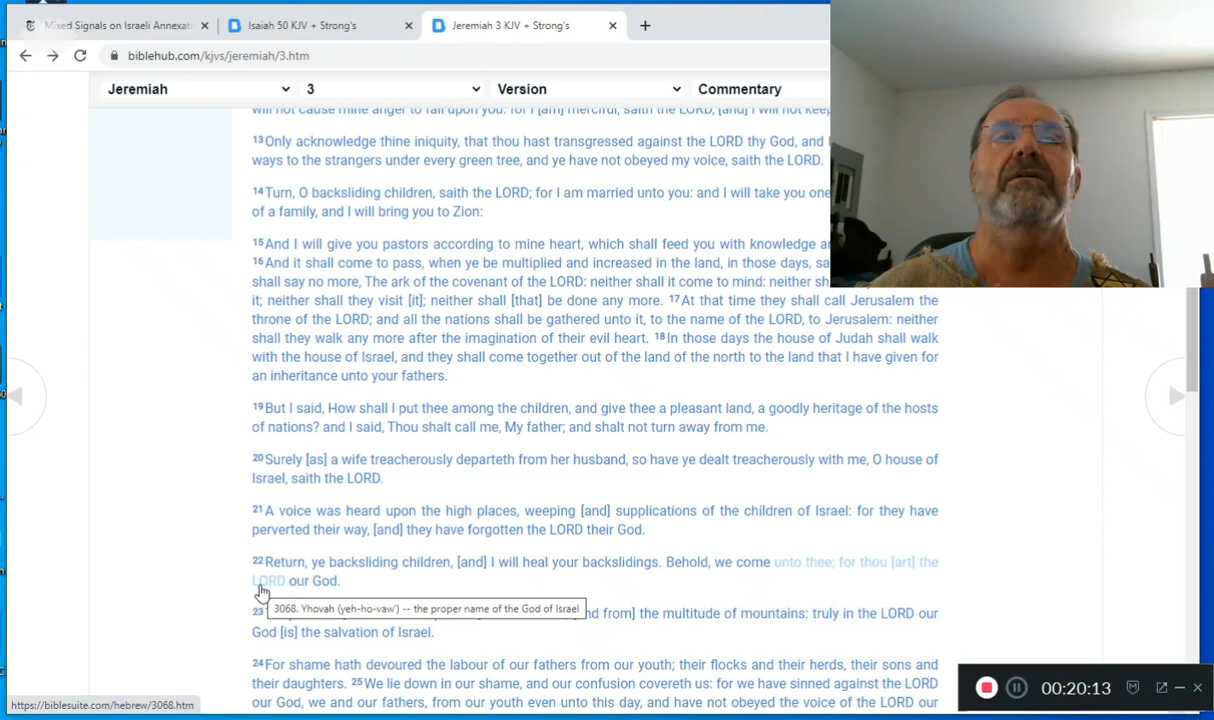 Mixed Signals on Israeli Annexat
Isaiah 50 KJV + Strong's
Jeremiah 3 KJV + Strong's
biblehub.com/kjvs/jeremiah/3.htm
Jeremiah 3 Version Commentary
will not cause mine anger to fall upon you: for I [am] merciful, saith the LORD, [and] I will not keep
13Only acknowledge thine iniquity, that thou hast transgressed against the LORD thy God, and
ways to the strangers under every green tree, and ye have not obeyed my voice, saith the LORD.
14Turn, O backsliding children, saith the LORD; for I am married unto you: and I will take you one
of a family, and I will bring you to Zion:
15And I will give you pastors according to mine heart, which shall feed you with knowledge
16And it shall come to pass, when ye be multiplied and increased in the land, in those days,
shall say no more, The ark of the covenant of the LORD: neither shall it come to mind: neither
it; neither shall they visit [it]; neither shall [that] be done any more. 17At that time they shall call Jerusalem the
throne of the LORD; and all the nations shall be gathered unto it, to the name of the LORD, to Jerusalem: neither
shall they walk any more after the imagination of their evil heart. 18In those days the house of Judah shall walk
with the house of Israel, and they shall come together out of the land of the north to the land that I have given for
an inheritance unto your fathers.
19But I said, How shall I put thee among the children, and give thee a pleasant land, a goodly heritage of the hosts
of nations? and I said, Thou shalt call me, My father; and shalt not turn away from me.
20Surely [as] a wife treacherously departeth from her husband, so have ye dealt treacherously with me, O house of
Israel, saith the LORD.
21A voice was heard upon the high places, weeping [and] supplications of the children of Israel: for they have
perverted their way, [and] they have forgotten the LORD their God.
22Return, ye backsliding children, [and] I will heal your backslidings. Behold, we come unto thee; for thou [art] the
LORD our God.
3068. Yhovah (yeh-ho-vaw') -- the proper name of the God of Israel
23 from] the multitude of mountains: truly in the LORD our
God [is] the salvation of Israel.
24For shame hath devoured the labour of our fathers from our youth; their flocks and their herds, their sons and
their daughters. 25We lie down in our shame, and our confusion covereth us: for we have sinned against the LORD
our God, we and our fathers, from our youth even unto this day, and have not obeyed the voice of the LORD our
00:20:13
https://biblesuite.com/hebrew/3068.htm